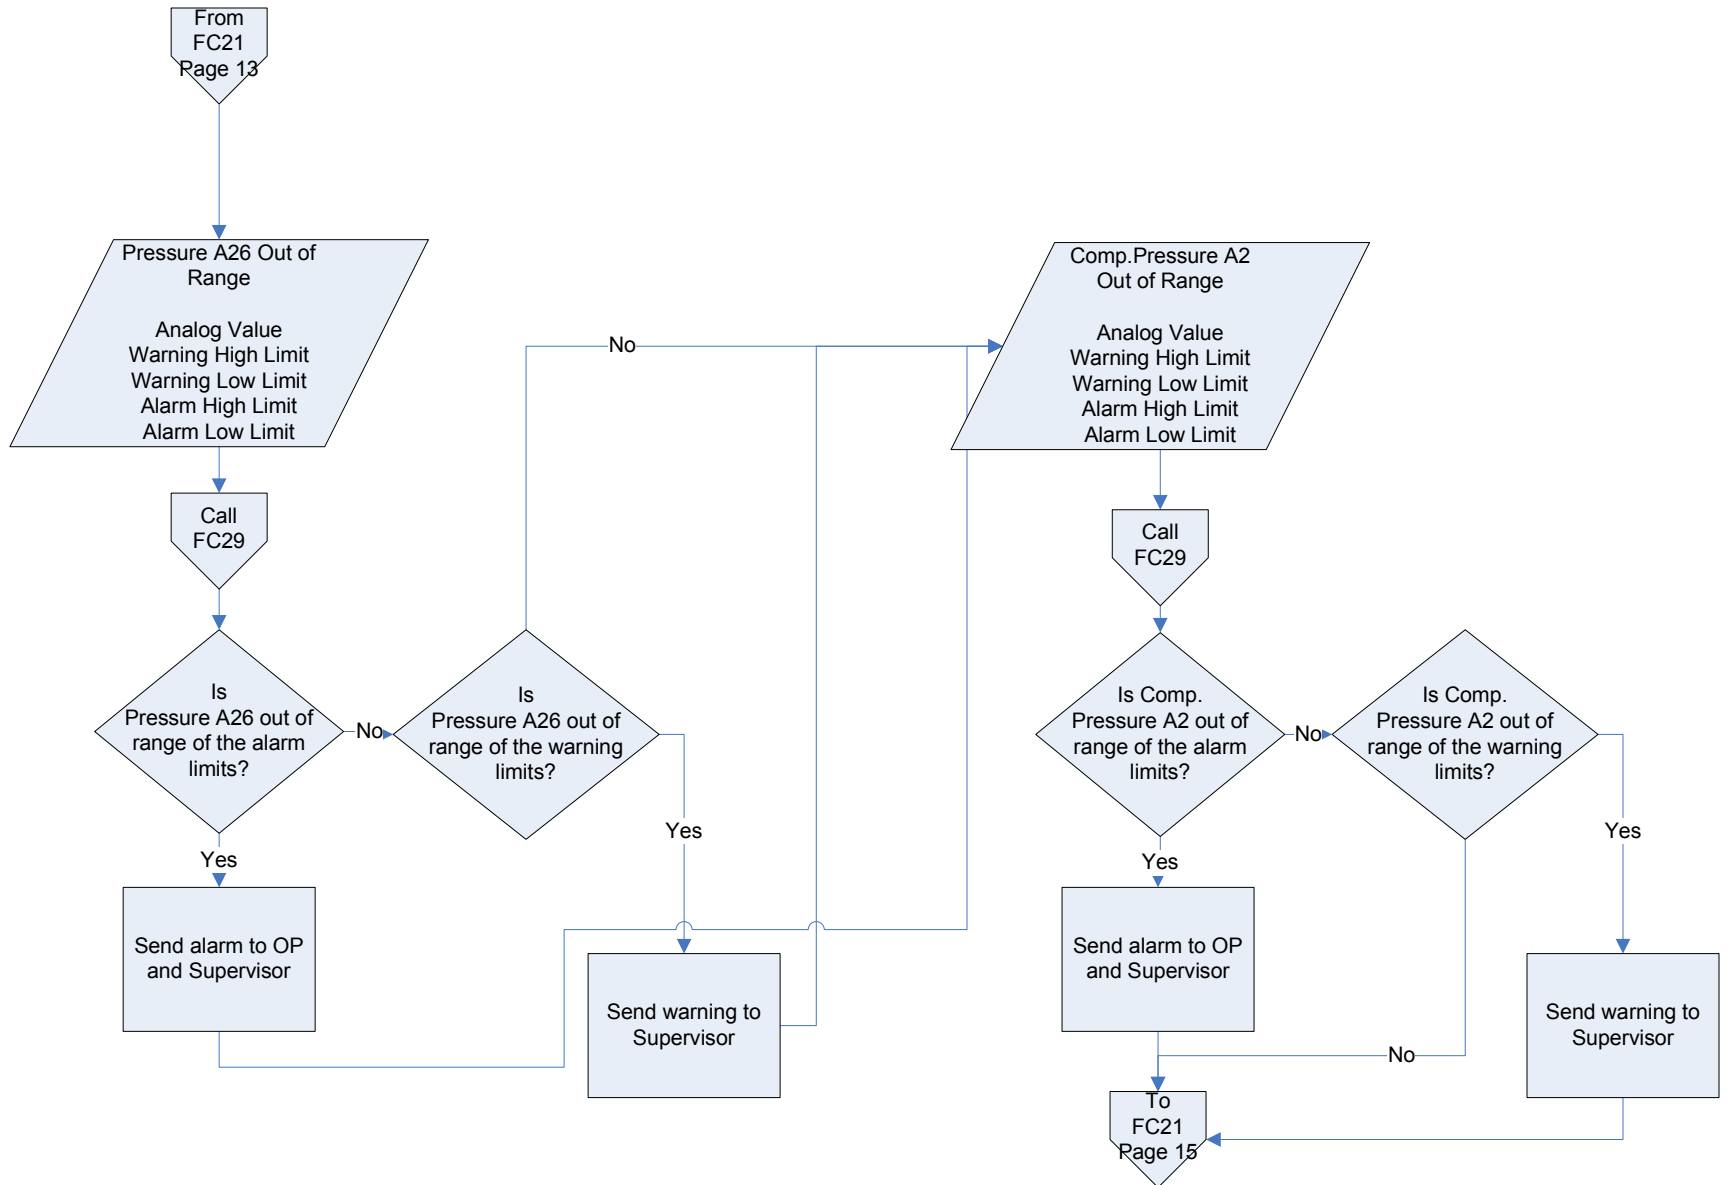 From
FC21
Page 13
Pressure A26 Out of
Range
Analog Value
Warning High Limit
Warning Low Limit
Alarm High Limit
Alarm Low Limit
Call
FC29
Is
Pressure A26 out of
range of the alarm
limits?
No
Is
Pressure A26 out of
range of the warning
limits?
No
Yes
Yes
Send alarm to OP
and Supervisor
Send warning to
Supervisor
Comp.Pressure A2
Out of Range
Analog Value
Warning High Limit
Warning Low Limit
Alarm High Limit
Alarm Low Limit
Call
FC29
Is Comp.
Pressure A2 out of
range of the alarm
limits?
No
Is Comp.
Pressure A2 out of
range of the warning
limits?
Yes
Yes
Send alarm to OP
and Supervisor
Send warning to
Supervisor
No
To
FC21
Page 15